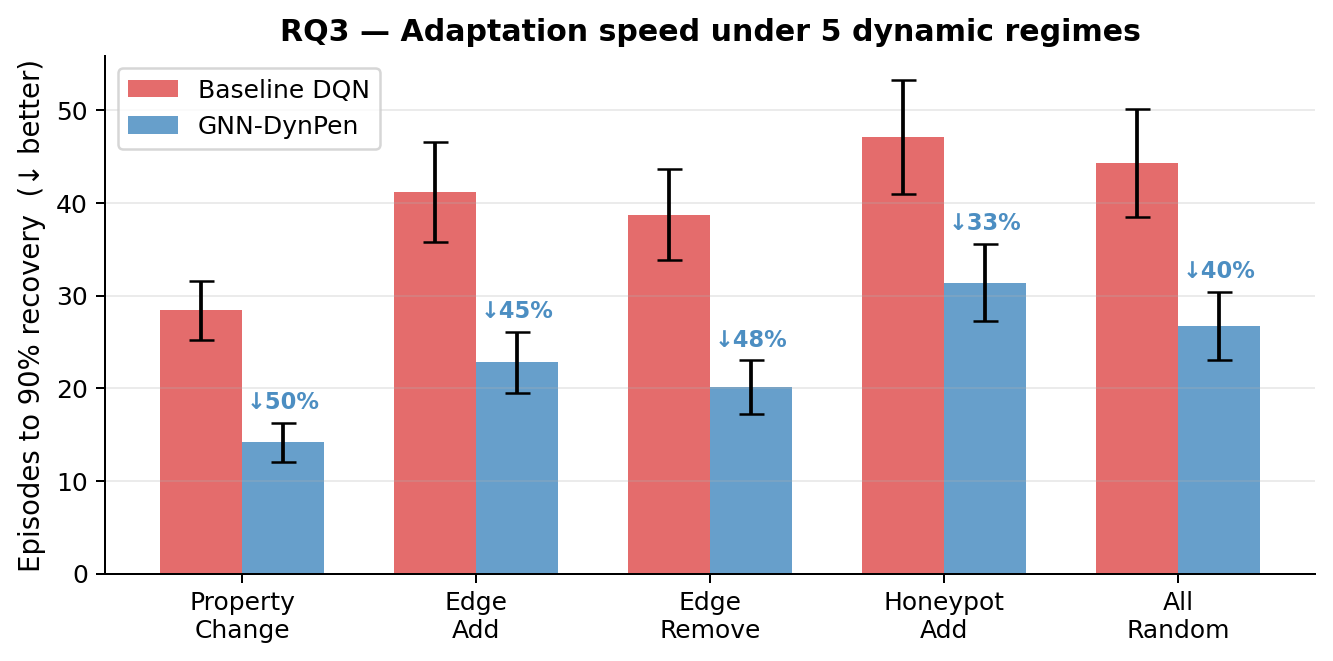 RQ3 — Adaptation speed under 5 dynamic regimes
Episodes to 90% recovery (↓ better)
Baseline DQN
GNN-DynPen
50
40
30
20
10
0
↓50%
↓45%
↓48%
↓33%
↓40%
Property
Change
Edge
Add
Edge
Remove
Honeypot
Add
All
Random